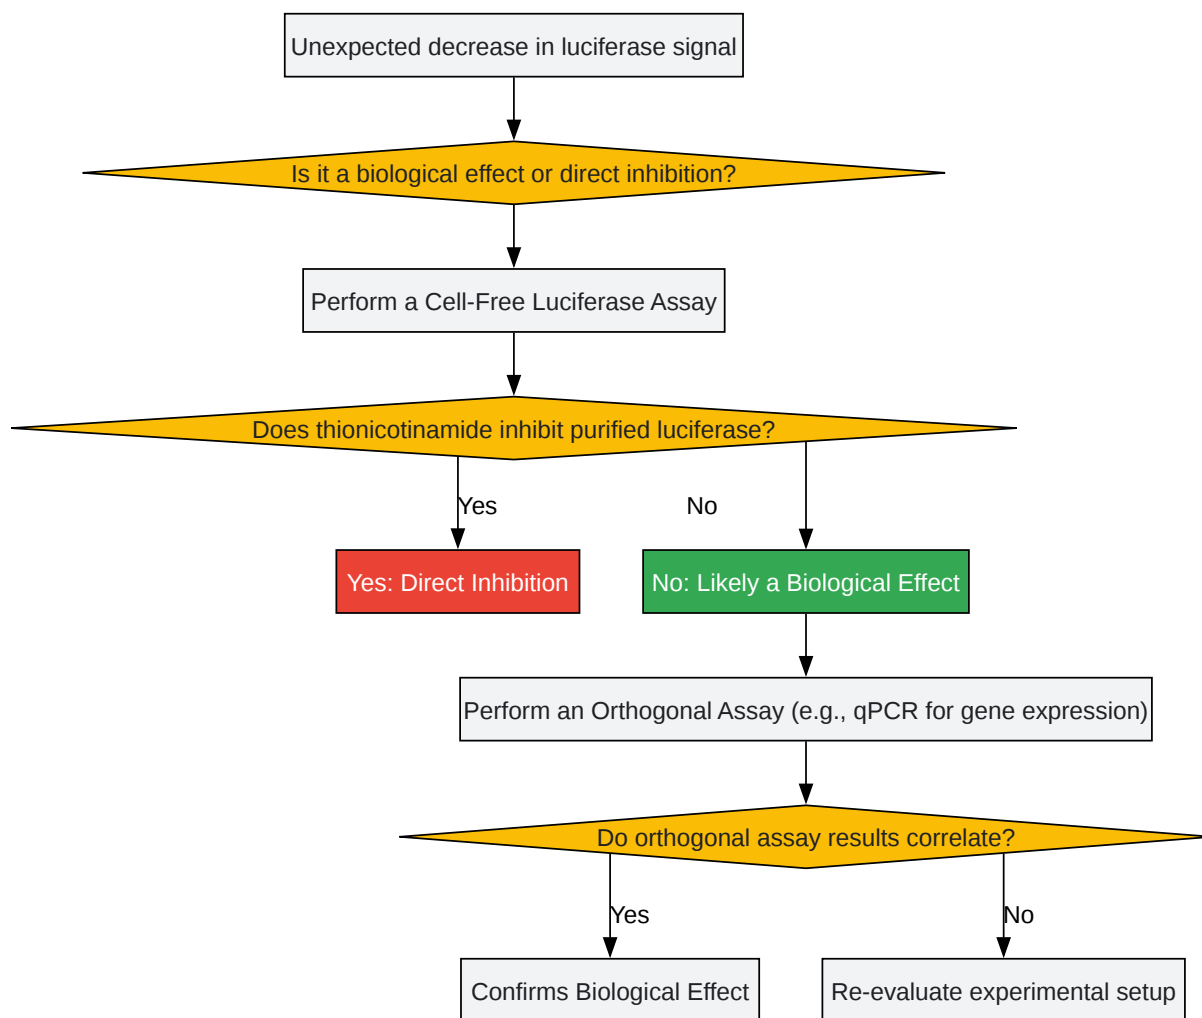 Unexpected decrease in luciferase signal
Is it a biological effect or direct inhibition?
Perform a Cell-Free Luciferase Assay
Does thionicotinamide inhibit purified luciferase?
Yes
No
Yes: Direct Inhibition
No: Likely a Biological Effect
Perform an Orthogonal Assay (e.g., qPCR for gene expression)
Do orthogonal assay results correlate?
Yes
No
Confirms Biological Effect
Re-evaluate experimental setup